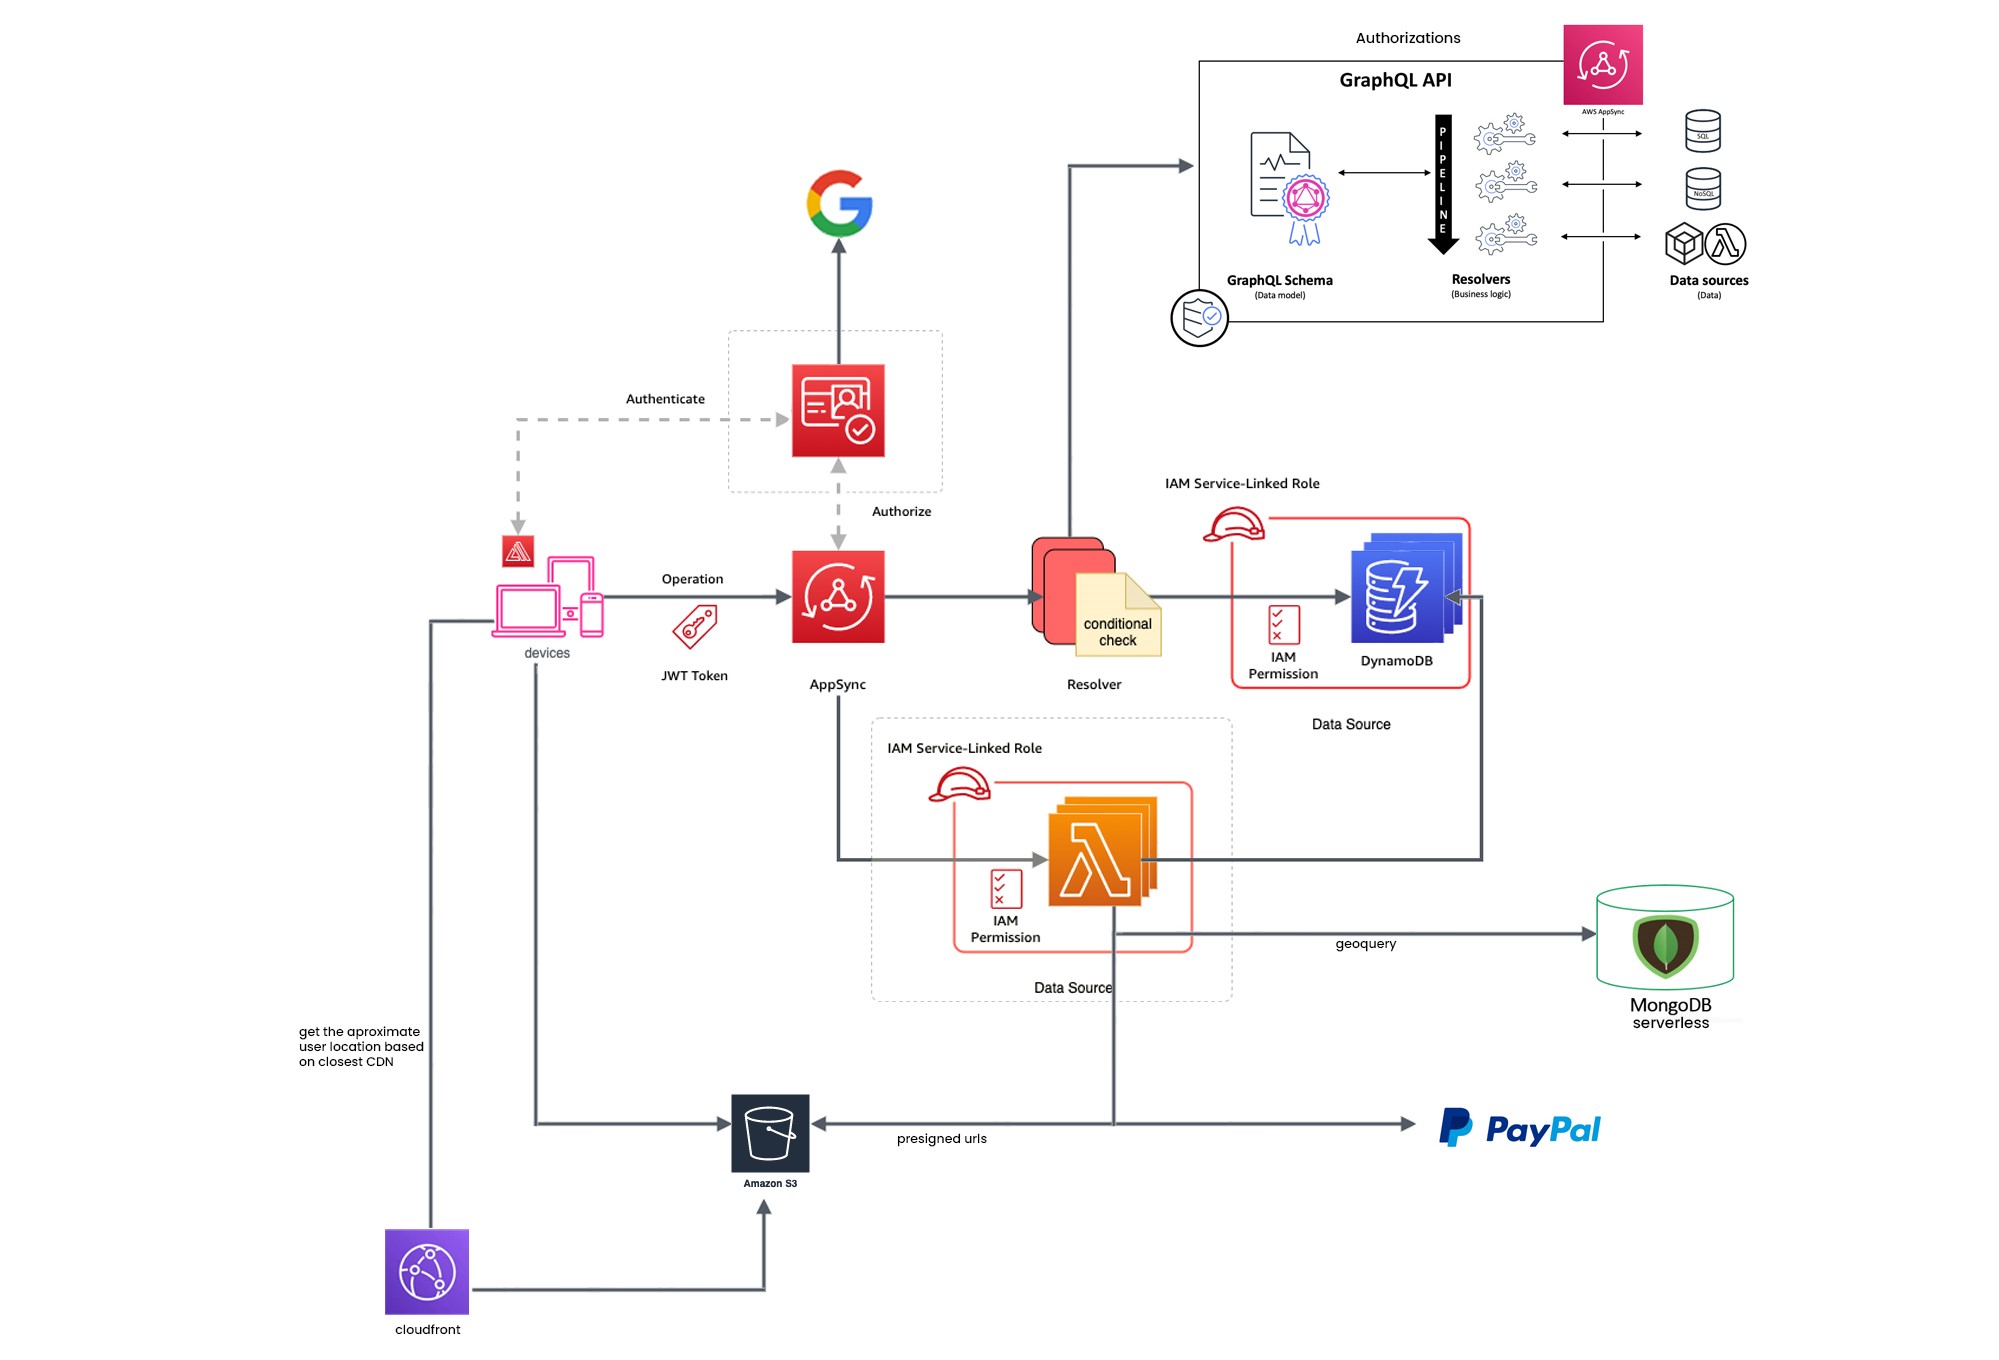 Authorizations
GraphQL API
AWS AppSync
PIPELINE
SQL
NoSQL
GraphQL Schema
(Data model)
Resolvers
(Business logic)
Data sources
(Data)
Authenticate
Authorize
IAM Service-Linked Role
Operation
JWT Token
devices
AppSync
conditional
check
Resolver
IAM
Permission
DynamoDB
Data Source
IAM Service-Linked Role
IAM
Permission
Data Source
geoquery
MongoDB
serverless
get the aproximate
user location based
on closest CDN
presigned urls
PayPal
Amazon S3
cloudfront